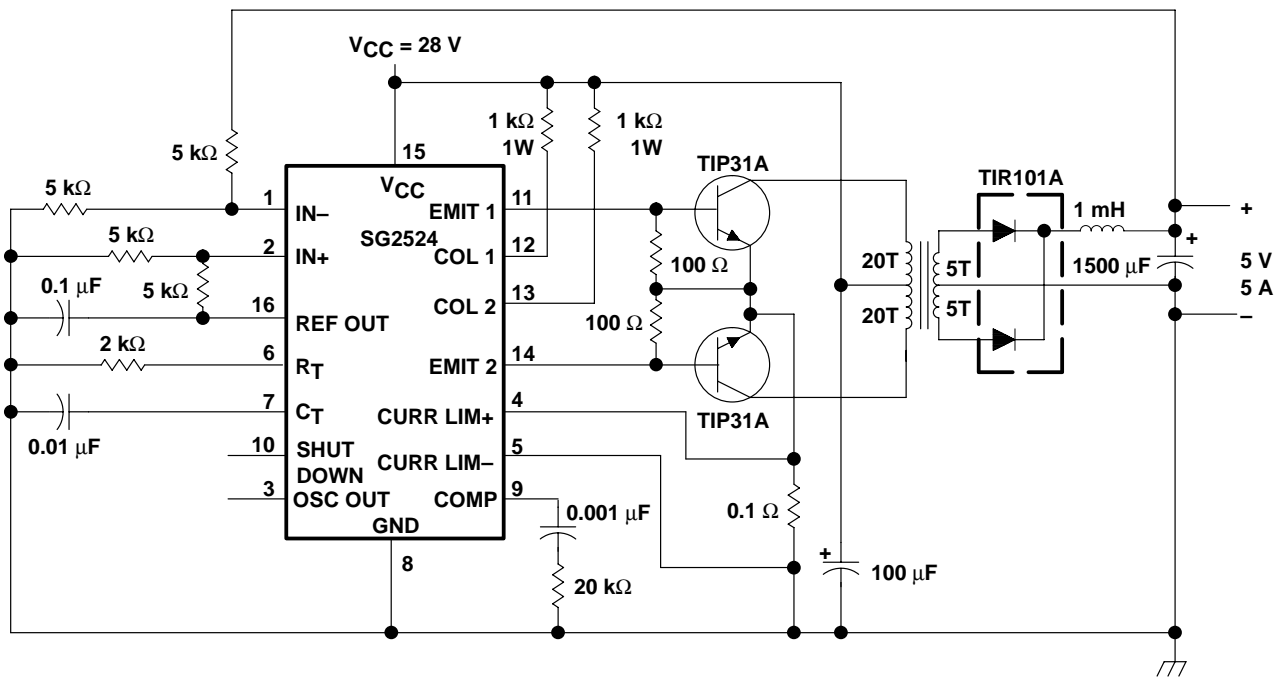 VCC = 28 V
1 kΩ
1W
1 kΩ
1W
5 kΩ
15
TIP31A
TIR101A
VCC
5 kΩ
1
IN–
EMIT 1
11
1 mH
+
SG2524
5 kΩ
2
IN+
COL 1
12
100 Ω
20T
5T
+
1500 µF
5 V
5 A
0.1 µF
5 kΩ
16
REF OUT
COL 2
13
100 Ω
20T
5T
–
2 kΩ
6
RT
EMIT 2
14
7
CT
CURR LIM+
4
TIP31A
0.01 µF
10
SHUT
DOWN
CURR LIM–
5
3
OSC OUT
COMP
9
0.001 µF
0.1 Ω
GND
8
20 kΩ
+
100 µF